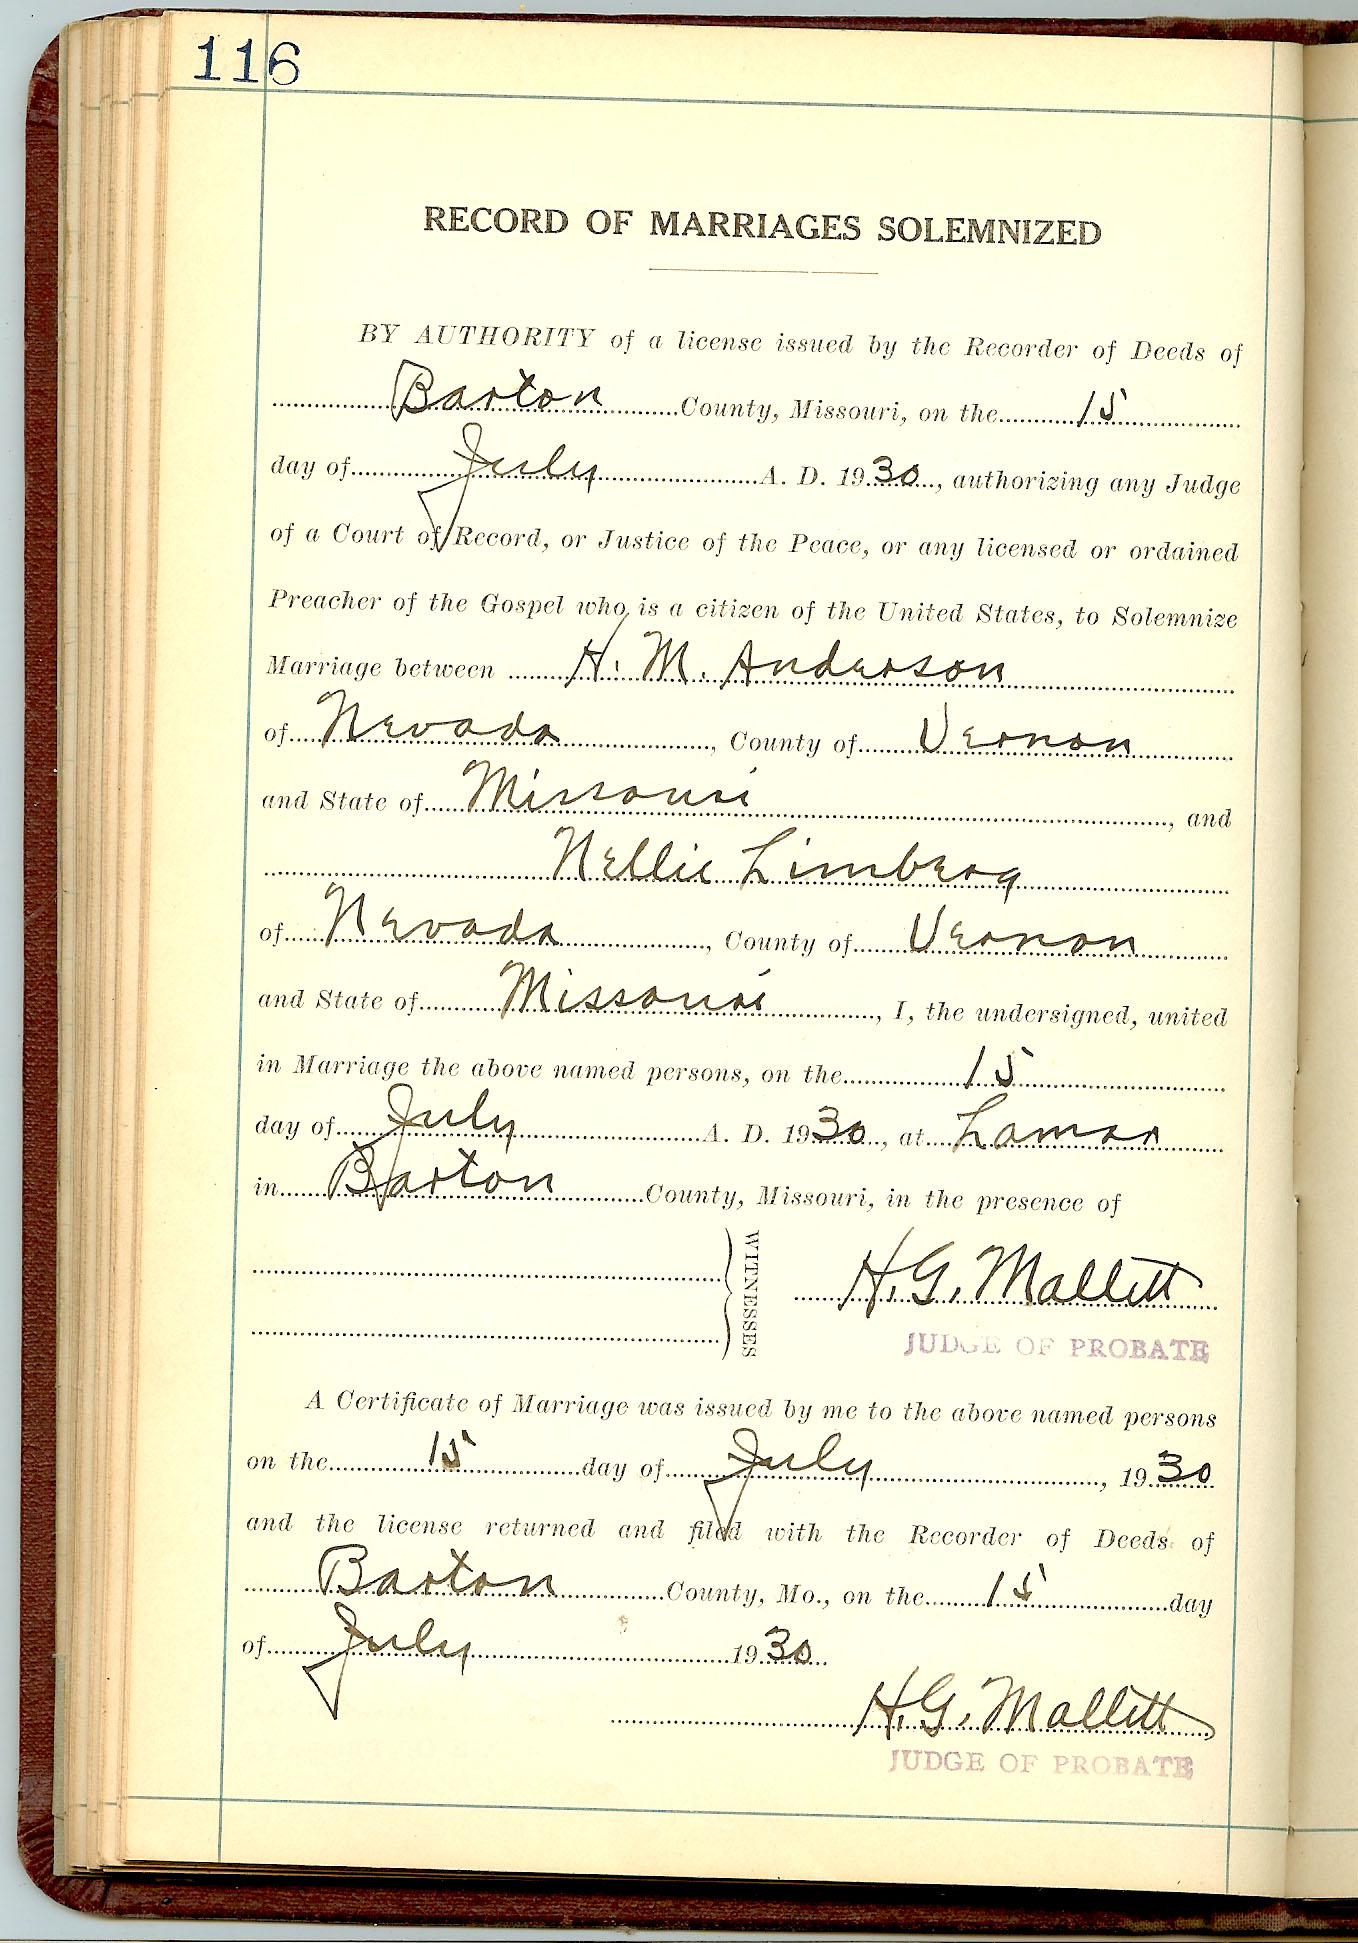 116
RECORD OF MARRIAGES SOLEMNIZED
BY AUTHORITY of a license issued by the Recorder of Deeds of
Barton County, Missouri, on the 15
day of July A. D. 1930, authorizing any Judge
of a Court of Record, or Justice of the Peace, or any licensed or ordained
Preacher of the Gospel who is a citizen of the United States, to Solemnize
Marriage between H. M. Anderson
of Nevada, County of Vernon
and State of Missouri, and
Nellie Limberg
of Nevada, County of Vernon
and State of Missouri, I, the undersigned, united
in Marriage the above named persons, on the 15
day of July A. D. 1930, at Lamar
in Barton County, Missouri, in the presence of
WITNESSES
H. G. Mallett
JUDGE OF PROBATE
A Certificate of Marriage was issued by me to the above named persons
on the 15 day of July, 1930
and the license returned and filed with the Recorder of Deeds of
Barton County, Mo., on the 15 day
of July 1930
H. G. Mallett
JUDGE OF PROBATE